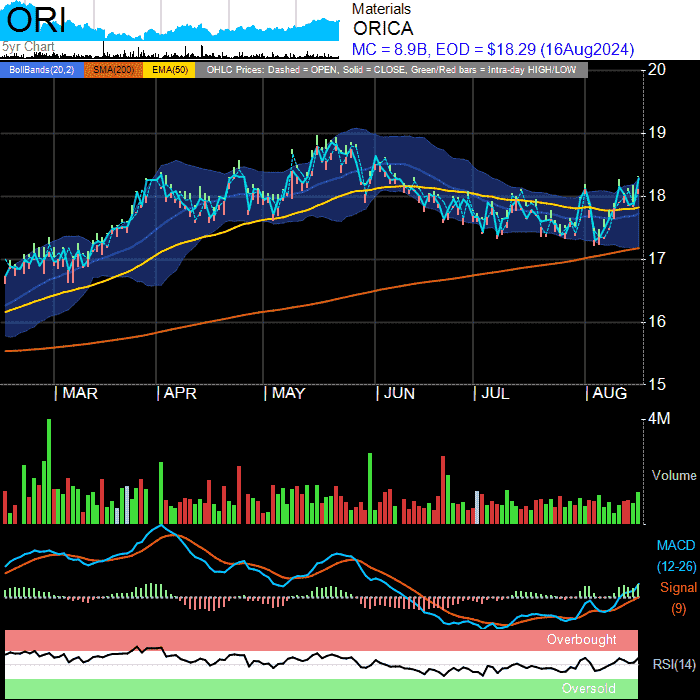 ORI
5yr Chart
Materials
ORICA
MC = 8.9B, EOD = $18.29 (16Aug2024)
BollBands(20,2) SMA(200) EMA(50) OHLC Prices: Dashed = OPEN, Solid = CLOSE, Green/Red bars = Intra-day HIGH/LOW
20
19
18
17
16
15
MAR APR MAY JUN JUL AUG
4M
Volume
MACD
(12-26)
Signal
(9)
Overbought
RSI(14)
Oversold